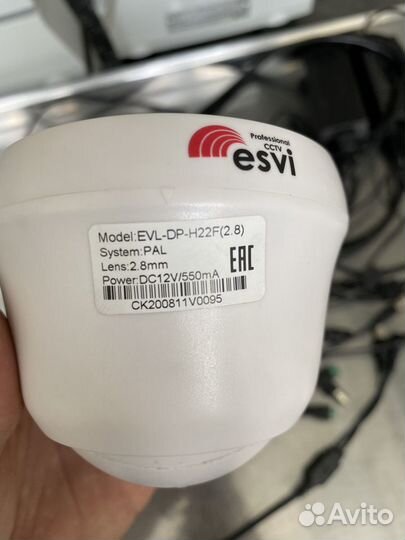 Professional
CCTV
esvi
Model:EVL-DP-H22F(2.8)
System:PAL
Lens:2.8mm
Power:DC12V/550mA
EAC
CK200811V0095
Avito